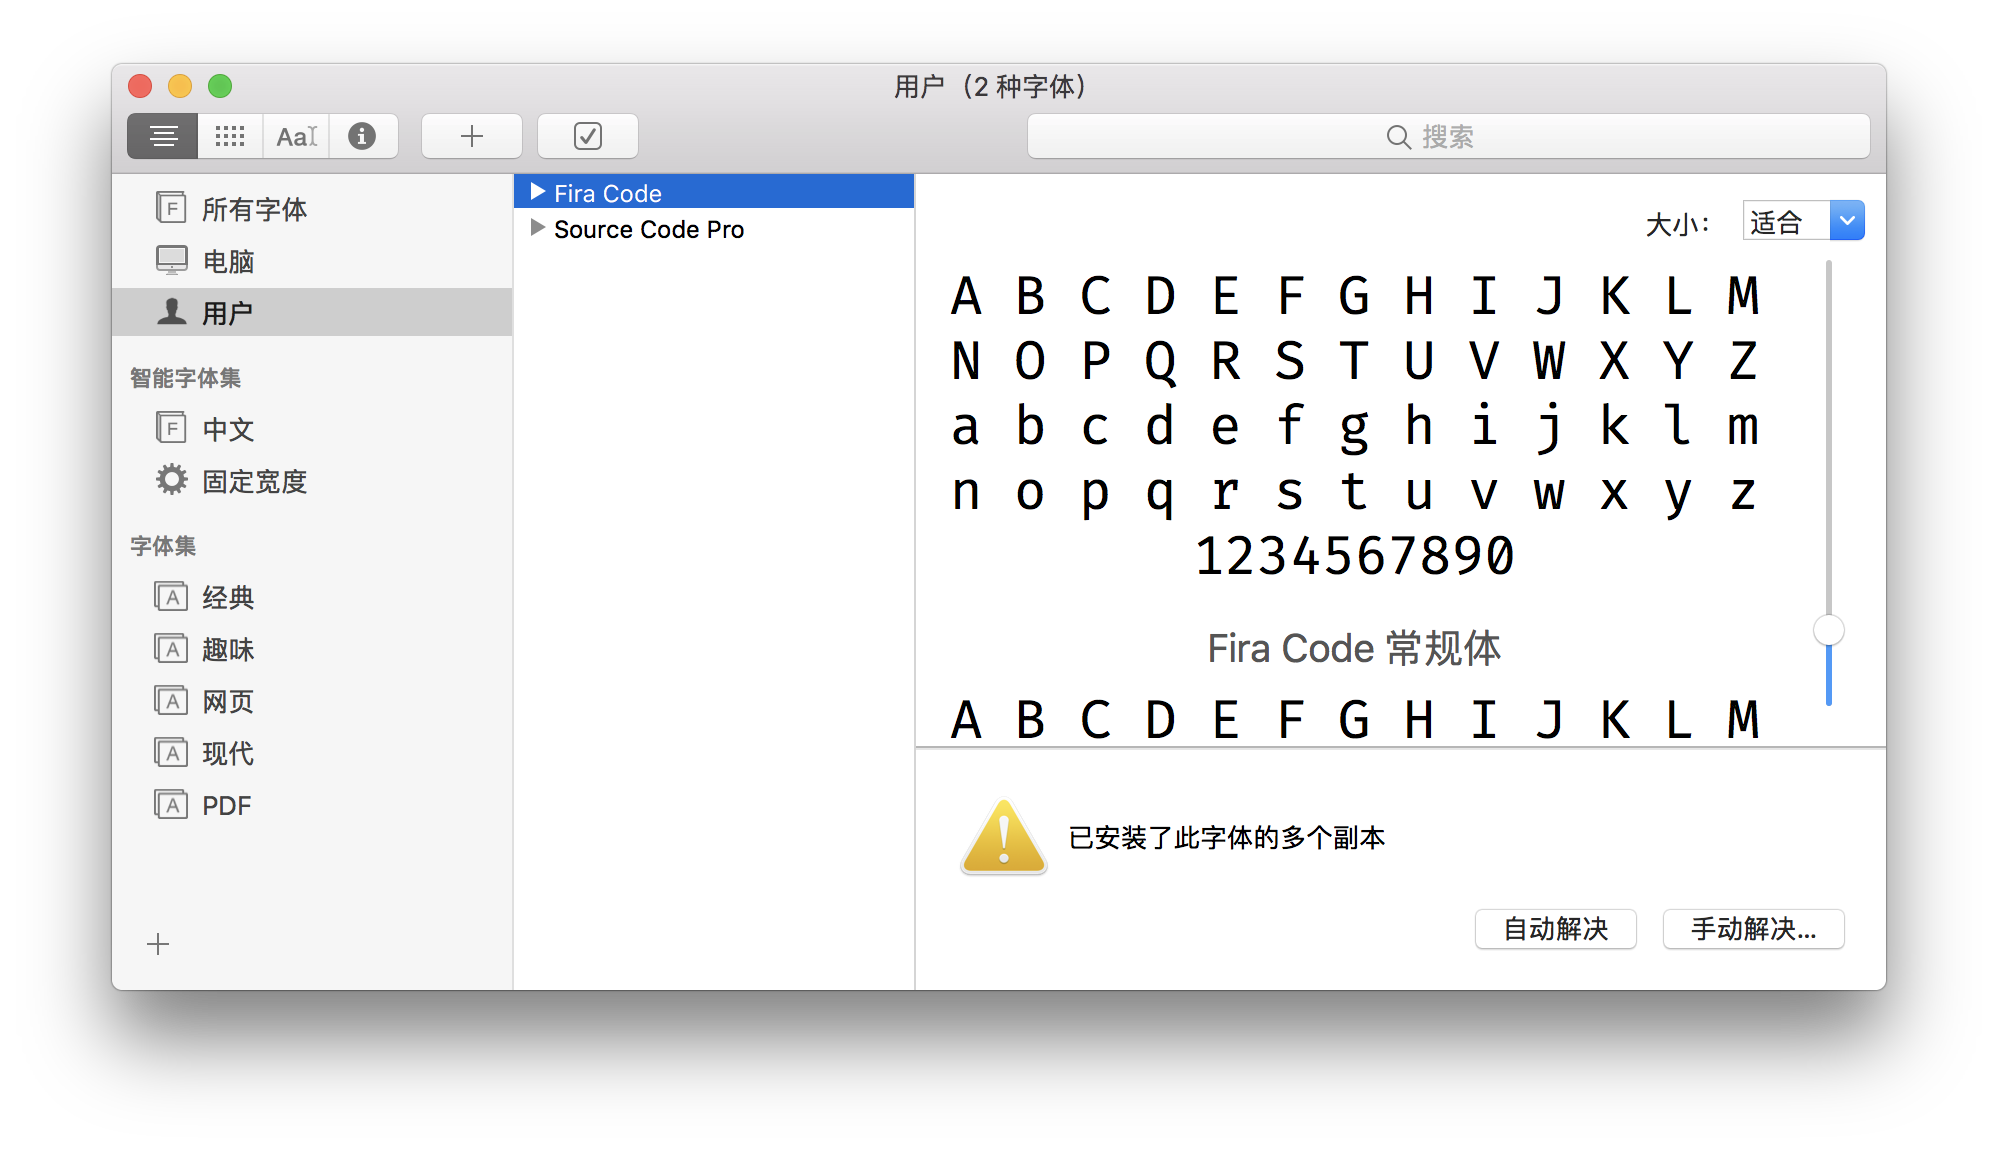 用户（2 种字体）
Aa
搜索
所有字体
电脑
用户
智能字体集
中文
固定宽度
字体集
经典
趣味
网页
现代
PDF
Fira Code
Source Code Pro
大小： 适合
A B C D E F G H I J K L M
N O P Q R S T U V W X Y Z
a b c d e f g h i j k l m
n o p q r s t u v w x y z
1234567890
Fira Code 常规体
A B C D E F G H I J K L M
已安装了此字体的多个副本
自动解决 手动解决...